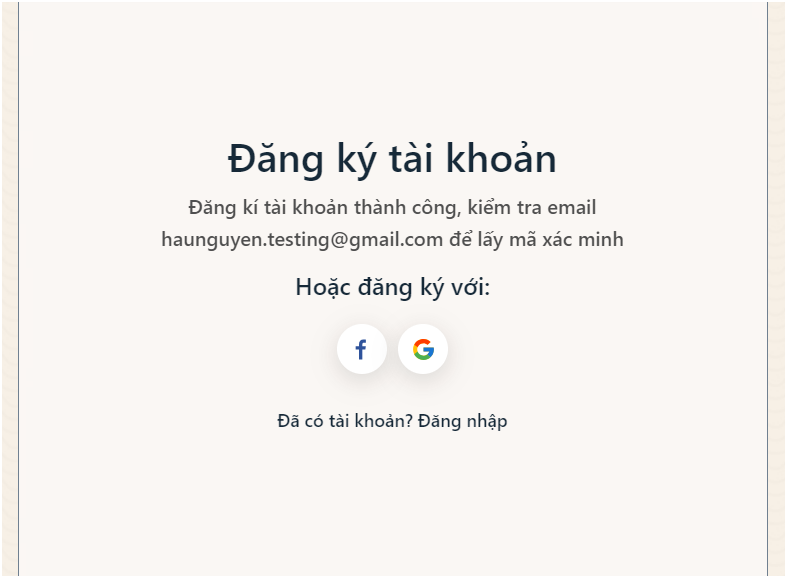 Đăng ký tài khoản
Đăng kí tài khoản thành công, kiểm tra email
haunguyen.testing@gmail.com để lấy mã xác minh
Hoặc đăng ký với:
Đã có tài khoản? Đăng nhập